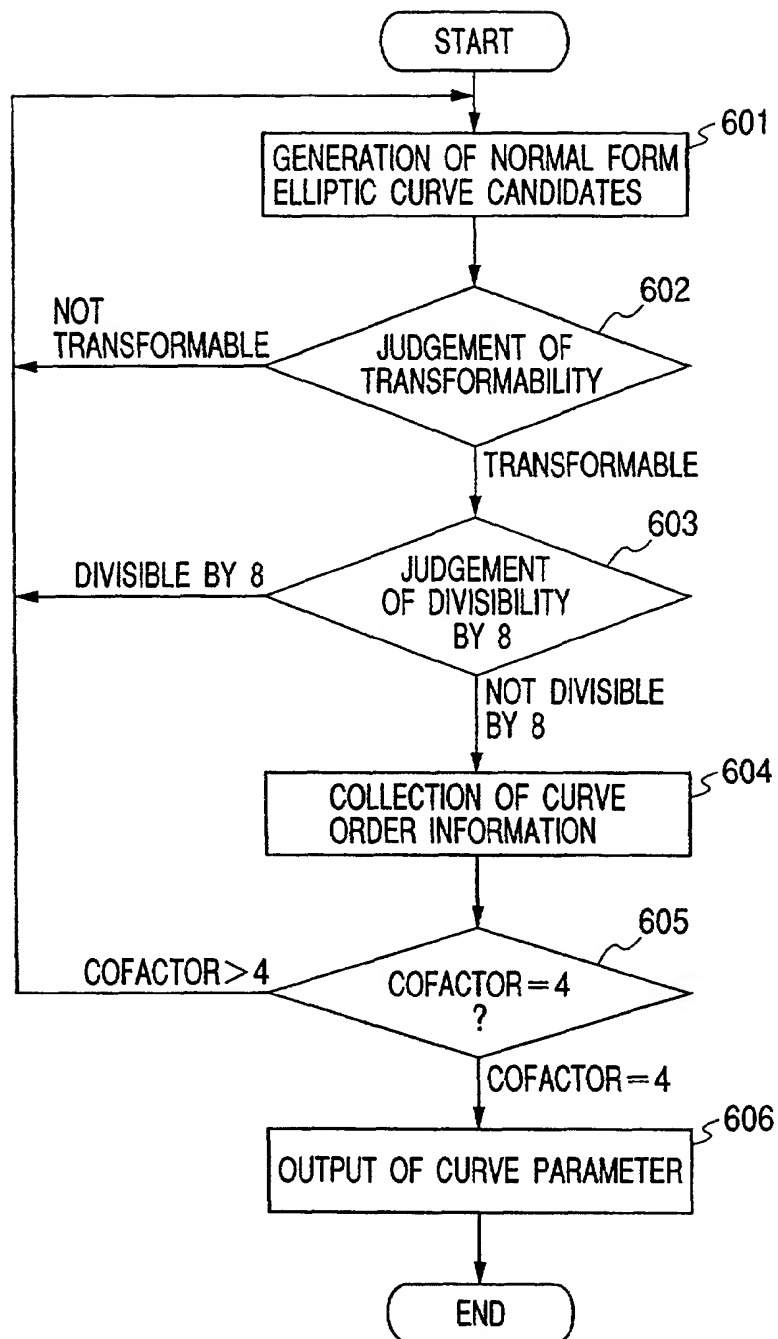 START
601
GENERATION OF NORMAL FORM
ELLIPTIC CURVE CANDIDATES
602
NOT
TRANSFORMABLE
JUDGEMENT OF
TRANSFORMABILITY
TRANSFORMABLE
603
DIVISIBLE BY 8
JUDGEMENT
OF DIVISIBILITY
BY 8
NOT DIVISIBLE
BY 8
604
COLLECTION OF CURVE
ORDER INFORMATION
605
COFACTOR>4
COFACTOR=4
?
COFACTOR=4
606
OUTPUT OF CURVE PARAMETER
END